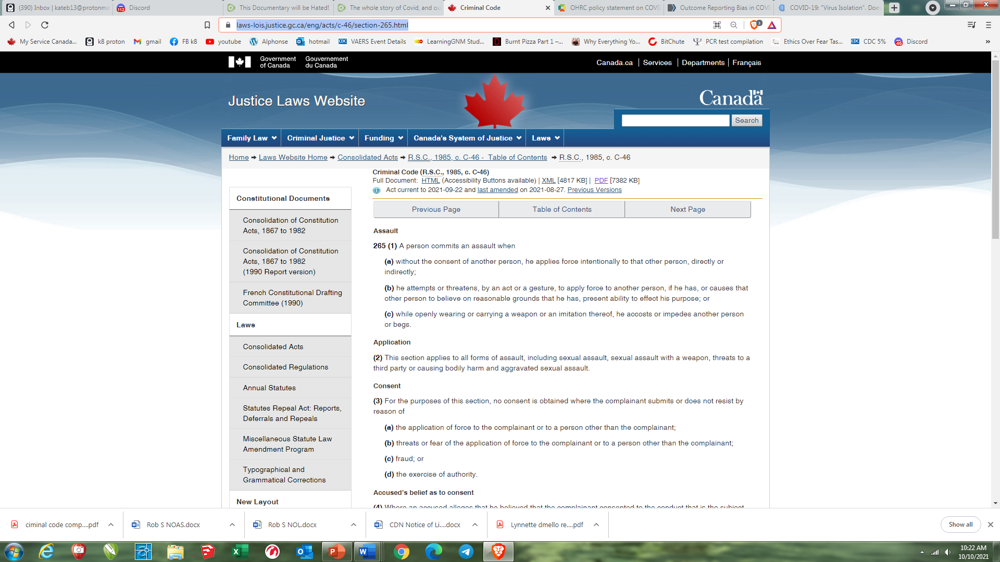 (390) Inbox | kateb13@protonma
Discord
This Documentary will be Hated!
The whole story of Covid, and ou
Criminal Code
OHRC policy statement on COVI
Outcome Reporting Bias in COVI
COVID-19: "Virus Isolation". Doe
laws-lois.justice.gc.ca/eng/acts/c-46/section-265.html
My Service Canada...
k8 proton
gmail
FB k8
youtube
Alphonse
hotmail
VAERS Event Details
LearningGNM Stud...
Burnt Pizza Part 1 –...
Why Everything Yo...
BitChute
PCR test compilation
Ethics Over Fear Tas...
CDC 5%
Discord
Government of Canada
Gouvernement du Canada
Canada.ca | Services | Departments | Français
Justice Laws Website
Canada
Search
Family Law
Criminal Justice
Funding
Canada's System of Justice
Laws
Home ➔ Laws Website Home ➔ Consolidated Acts ➔ R.S.C., 1985, c. C-46 - Table of Contents ➔ R.S.C., 1985, c. C-46
Constitutional Documents
Consolidation of Constitution
Acts, 1867 to 1982
Consolidation of Constitution
Acts, 1867 to 1982
(1990 Report version)
French Constitutional Drafting
Committee (1990)
Laws
Consolidated Acts
Consolidated Regulations
Annual Statutes
Statutes Repeal Act: Reports,
Deferrals and Repeals
Miscellaneous Statute Law
Amendment Program
Typographical and
Grammatical Corrections
New Layout
Criminal Code (R.S.C., 1985, c. C-46)
Full Document: HTML (Accessibility Buttons available) | XML [4817 KB] | PDF [7382 KB]
Act current to 2021-09-22 and last amended on 2021-08-27. Previous Versions
Previous Page
Table of Contents
Next Page
Assault
265 (1) A person commits an assault when
(a) without the consent of another person, he applies force intentionally to that other person, directly or
indirectly;
(b) he attempts or threatens, by an act or a gesture, to apply force to another person, if he has, or causes that
other person to believe on reasonable grounds that he has, present ability to effect his purpose; or
(c) while openly wearing or carrying a weapon or an imitation thereof, he accosts or impedes another person
or begs.
Application
(2) This section applies to all forms of assault, including sexual assault, sexual assault with a weapon, threats to a
third party or causing bodily harm and aggravated sexual assault.
Consent
(3) For the purposes of this section, no consent is obtained where the complainant submits or does not resist by
reason of
(a) the application of force to the complainant or to a person other than the complainant;
(b) threats or fear of the application of force to the complainant or to a person other than the complainant;
(c) fraud; or
(d) the exercise of authority.
Accused's belief as to consent
(4) Where an accused alleges that he believed that the complainant consented to the conduct that is the subject
ciminal code comp....pdf
Rob S NOAS.docx
Rob S NOL.docx
CDN Notice of Li....docx
Lynnette dmello re....pdf
Show all
10:22 AM
10/10/2021